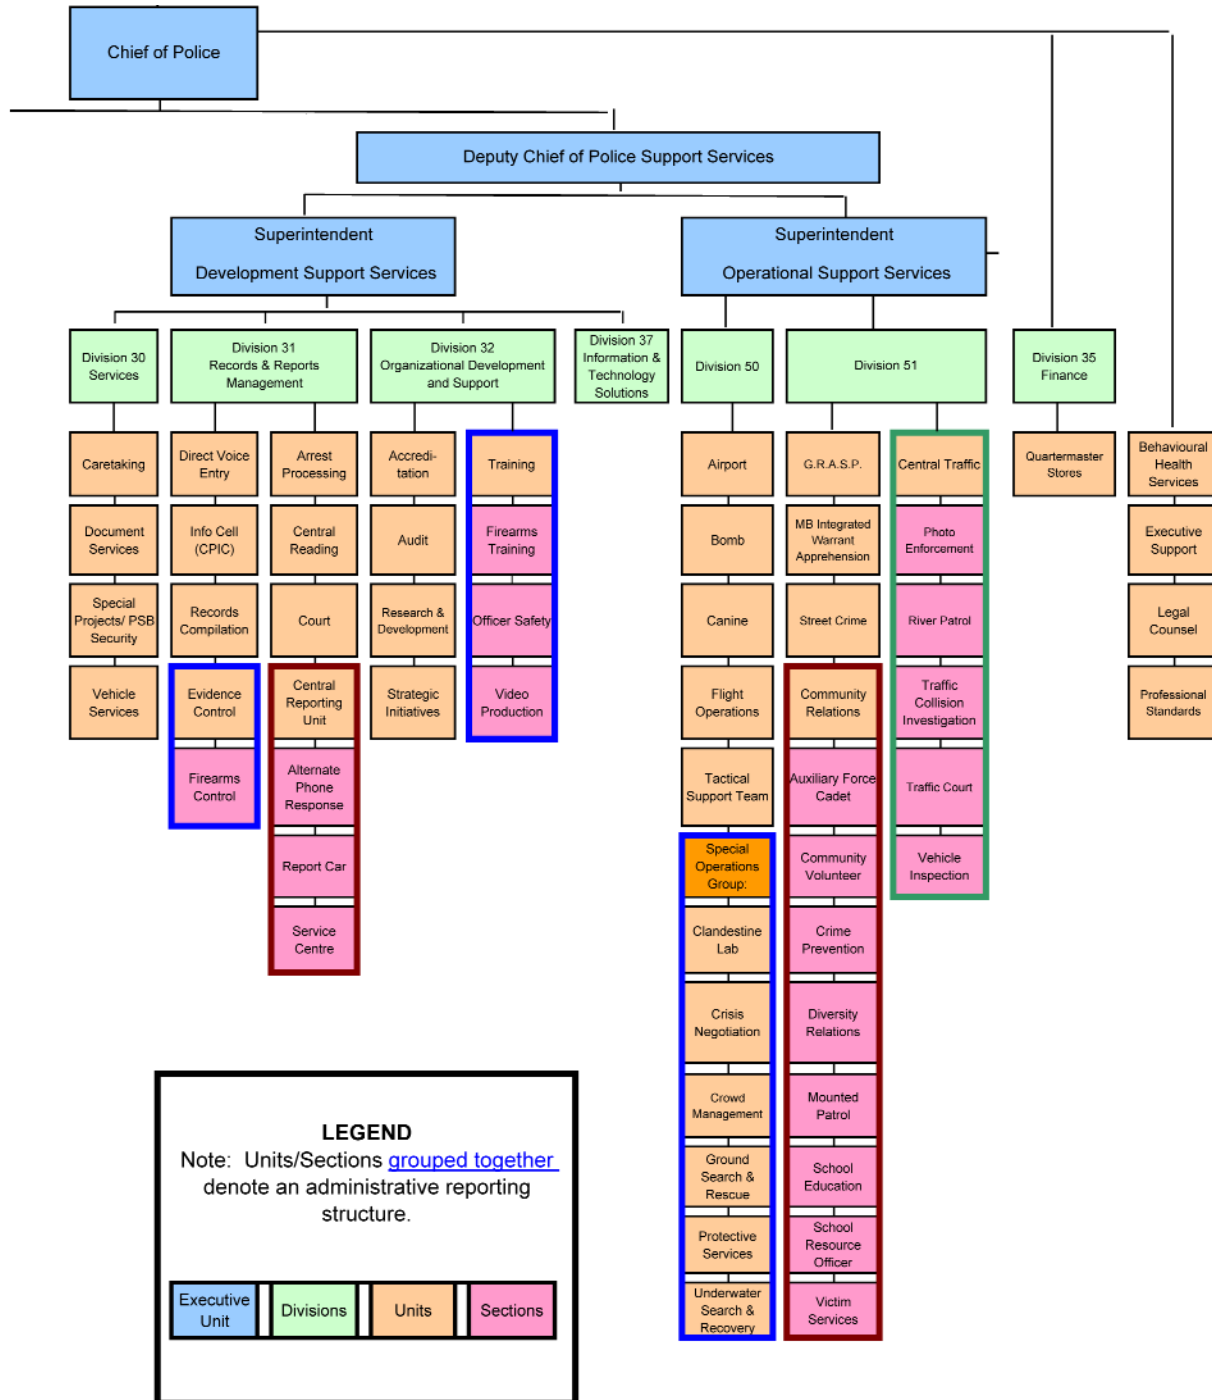 Chief of Police
Deputy Chief of Police Support Services
Superintendent
Development Support Services
Superintendent
Operational Support Services
Division 30
Services
Division 31
Records & Reports
Management
Division 32
Organizational Development
and Support
Division 37
Information &
Technology
Solutions
Division 50
Division 51
Division 35
Finance
Caretaking
Document
Services
Special
Projects/ PSB
Security
Vehicle
Services
Direct Voice
Entry
Info Cell
(CPIC)
Records
Compilation
Evidence
Control
Firearms
Control
Arrest
Processing
Central
Reading
Court
Central
Reporting
Unit
Alternate
Phone
Response
Report Car
Service
Centre
Accredi-
tation
Audit
Research &
Development
Strategic
Initiatives
Training
Firearms
Training
Officer Safety
Video
Production
Airport
Bomb
Canine
Flight
Operations
Tactical
Support Team
Special
Operations
Group:
Clandestine
Lab
Crisis
Negotiation
Crowd
Management
Ground
Search &
Rescue
Protective
Services
Underwater
Search &
Recovery
G.R.A.S.P.
MB Integrated
Warrant
Apprehension
Street Crime
Community
Relations
Auxiliary Force
Cadet
Community
Volunteer
Crime
Prevention
Diversity
Relations
Mounted
Patrol
School
Education
School
Resource
Officer
Victim
Services
Central Traffic
Photo
Enforcement
River Patrol
Traffic
Collision
Investigation
Traffic Court
Vehicle
Inspection
Quartermaster
Stores
Behavioural
Health
Services
Executive
Support
Legal
Counsel
Professional
Standards
LEGEND
Note: Units/Sections grouped together
denote an administrative reporting
structure.
Executive
Unit
Divisions
Units
Sections